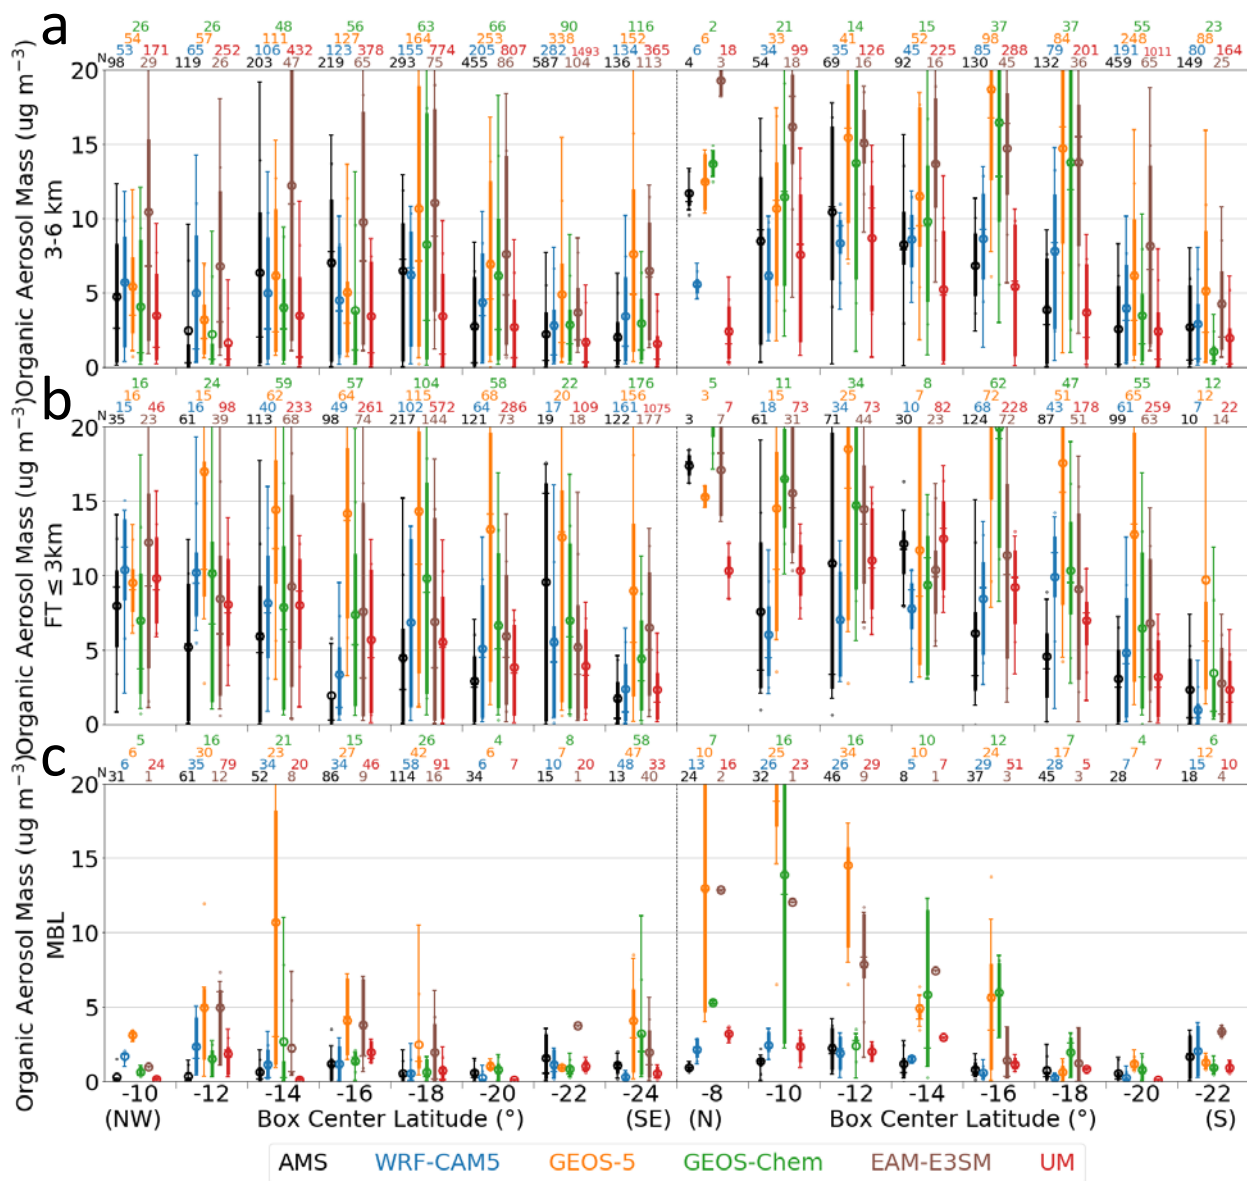 a
26 26 48 56 63 66 90 116 2 21 14 15 37 37 55 23
54 57 111 127 164 253 338 152 6 33 41 52 98 84 248 88
53 171 65 252 106 432 123 378 155 774 205 807 282 1493 134 365 6 18 34 99 35 126 45 225 85 288 79 201 191 1011 80 164
N 98 29 119 26 203 47 219 65 293 75 455 86 587 104 136 113 4 3 54 18 69 16 92 16 130 45 132 36 459 65 149 25
Organic Aerosol Mass (ug m⁻³)
3-6 km
20
15
10
5
0
b
16 24 59 57 104 58 22 176 5 11 34 8 62 47 55 12
6 15 62 64 115 68 20 156 3 15 25 7 72 51 65 12
15 46 16 98 40 233 49 261 102 572 64 286 17 109 161 1075 7 18 73 34 73 10 82 68 228 43 178 61 259 7 22
N 35 23 61 39 113 68 98 74 217 144 121 73 19 18 122 177 3 7 61 31 71 44 30 23 124 72 87 51 99 63 10 14
Organic Aerosol Mass (ug m⁻³)
FT ≤ 3km
20
15
10
5
0
c
5 16 21 15 26 4 8 58 7 16 16 10 12 7 4 6
6 30 23 27 42 6 7 47 10 25 34 10 24 17 7 12
6 24 35 79 34 20 34 46 58 91 6 7 10 20 48 33 13 16 26 23 26 29 5 7 29 51 28 5 7 7 15 10
N 31 1 61 12 52 8 86 9 114 16 34 15 1 13 40 24 2 32 1 46 9 8 1 37 3 45 3 28 18 4
Organic Aerosol Mass (ug m⁻³)
MBL
20
15
10
5
0
-10 -12 -14 -16 -18 -20 -22 -24 -8 -10 -12 -14 -16 -18 -20 -22
(NW) Box Center Latitude (°) (SE) (N) Box Center Latitude (°) (S)
AMS WRF-CAM5 GEOS-5 GEOS-Chem EAM-E3SM UM